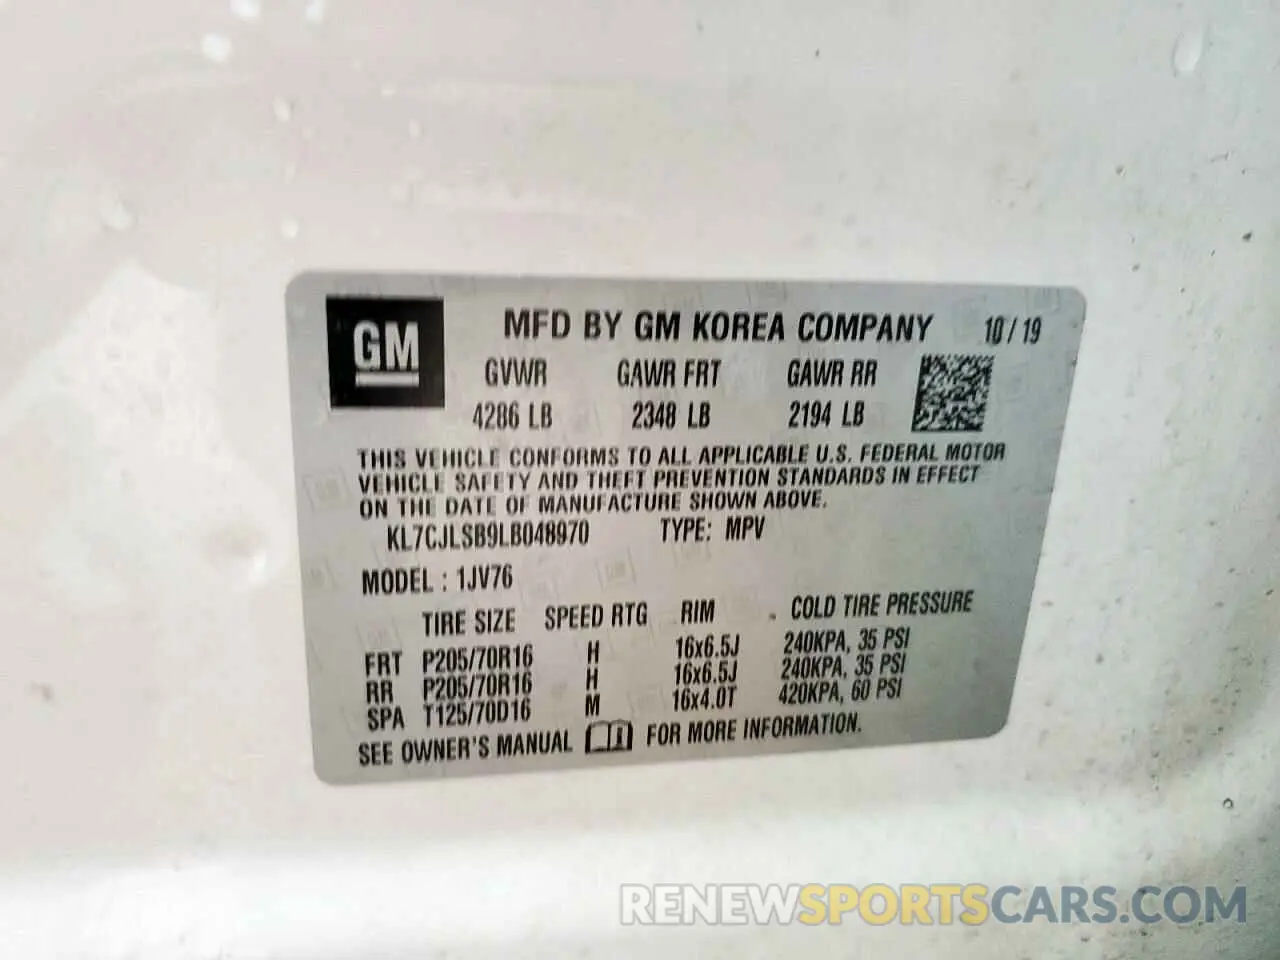 GM
MFD BY GM KOREA COMPANY 10/19
GVWR GAWR FRT GAWR RR
4286 LB 2348 LB 2194 LB
THIS VEHICLE CONFORMS TO ALL APPLICABLE U.S. FEDERAL MOTOR
VEHICLE SAFETY AND THEFT PREVENTION STANDARDS IN EFFECT
ON THE DATE OF MANUFACTURE SHOWN ABOVE.
KL7CJLSB9LB048970 TYPE: MPV
MODEL : 1JV76
TIRE SIZE SPEED RTG RIM COLD TIRE PRESSURE
FRT P205/70R16 H 16x6.5J 240KPA, 35 PSI
RR P205/70R16 H 16x6.5J 240KPA, 35 PSI
SPA T125/70D16 M 16x4.0T 420KPA, 60 PSI
SEE OWNER'S MANUAL FOR MORE INFORMATION.
RENEWSPORTSCARS.COM